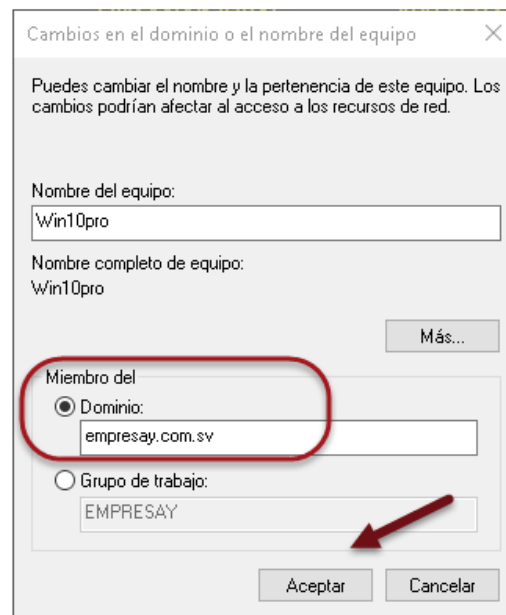 Cambios en el dominio o el nombre del equipo
Puedes cambiar el nombre y la pertenencia de este equipo. Los
cambios podrían afectar al acceso a los recursos de red.
Nombre del equipo:
Win10pro
Nombre completo de equipo:
Win10pro
Más...
Miembro del
Dominio:
empresay.com.sv
Grupo de trabajo:
EMPRESAY
Aceptar
Cancelar